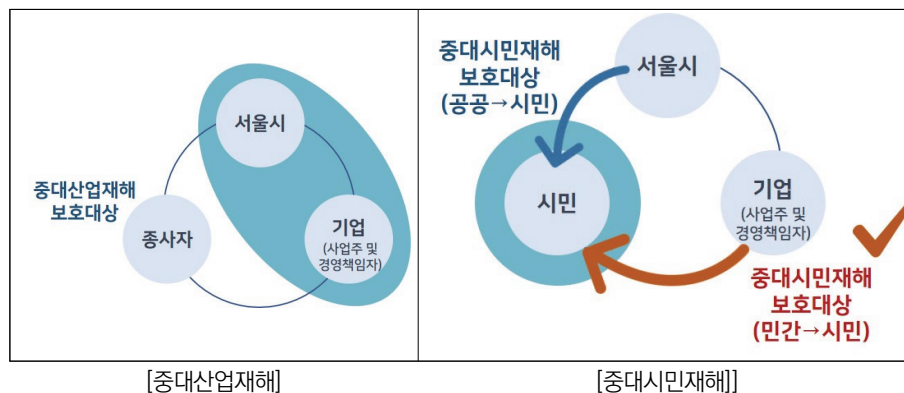 서울시
중대산업재해
보호대상
종사자
기업
(사업주 및
경영책임자)
중대시민재해
보호대상
(공공→시민)
서울시
시민
기업
(사업주 및
경영책임자)
중대시민재해
보호대상
(민간→시민)
[중대산업재해]
[중대시민재해]]